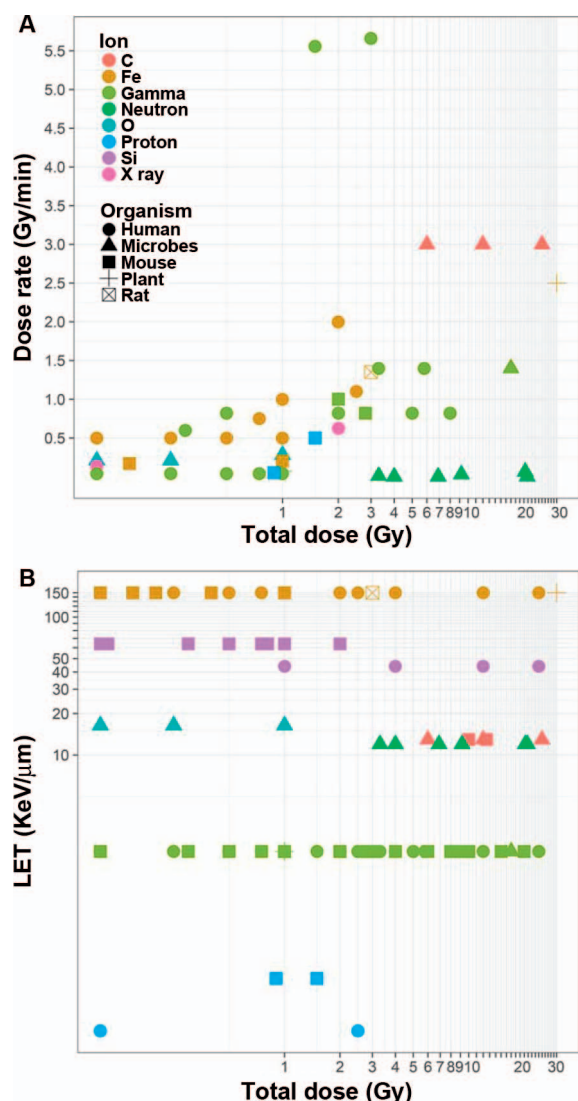 A
Ion
C
Fe
Gamma
Neutron
O
Proton
Si
X ray
Organism
Human
Microbes
Mouse
Plant
Rat
Dose rate (Gy/min)
5.5
5.0
4.5
4.0
3.5
3.0
2.5
2.0
1.5
1.0
0.5
1 2 3 4 5 6 7 8 9 10 20 30
Total dose (Gy)
B
LET (KeV/μm)
150
100
50
40
30
20
10
1 2 3 4 5 6 7 8 9 10 20 30
Total dose (Gy)